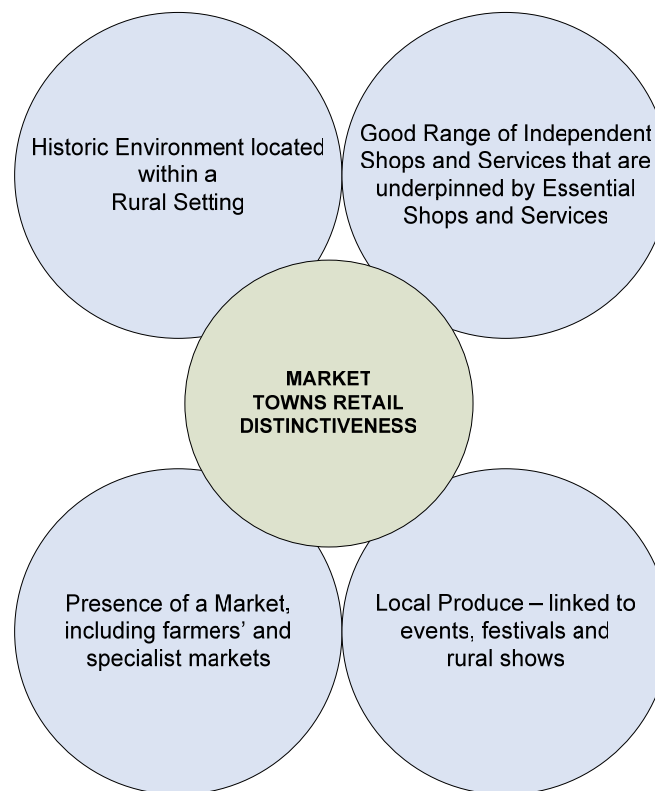 Historic Environment located
within a
Rural Setting
Good Range of Independent
Shops and Services that are
underpinned by Essential
Shops and Services
MARKET
TOWNS RETAIL
DISTINCTIVENESS
Presence of a Market,
including farmers’ and
specialist markets
Local Produce – linked to
events, festivals and
rural shows